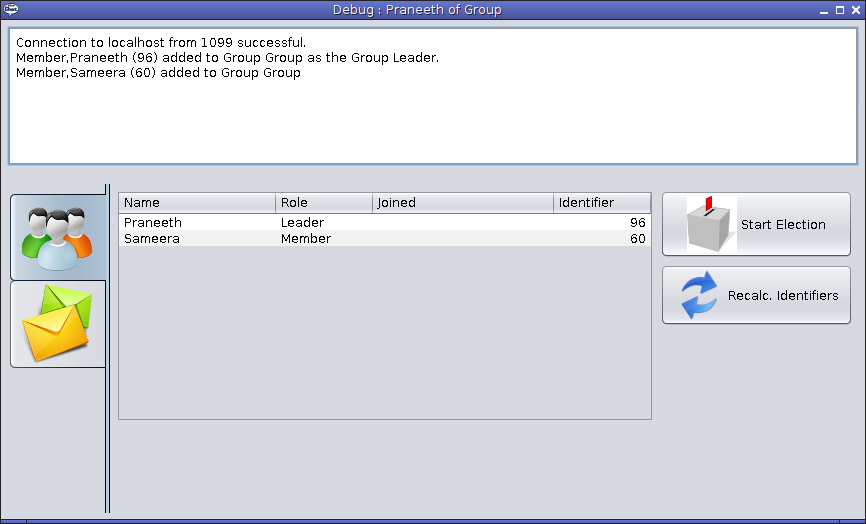 Debug : Praneeth of Group
Connection to localhost from 1099 successful.
Member,Praneeth (96) added to Group Group as the Group Leader.
Member,Sameera (60) added to Group Group
Name Role Joined Identifier
Praneeth Leader 96
Sameera Member 60
Start Election
Recalc. Identifiers